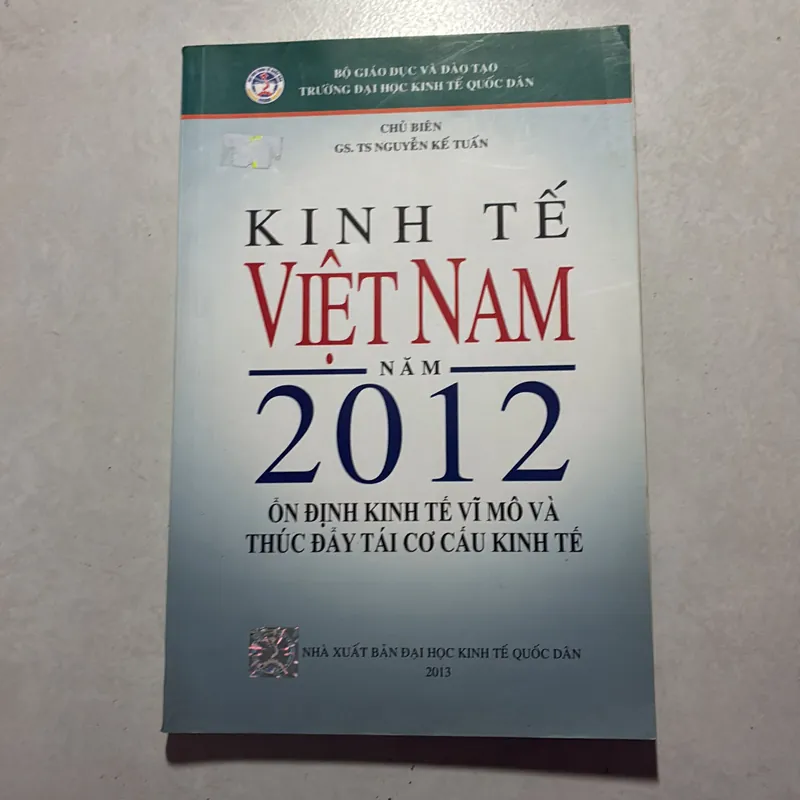 BỘ GIÁO DỤC VÀ ĐÀO TẠO
TRƯỜNG ĐẠI HỌC KINH TẾ QUỐC DÂN
CHỦ BIÊN
GS. TS NGUYỄN KẾ TUẤN
KINH TẾ
VIỆT NAM
NĂM
2012
ỔN ĐỊNH KINH TẾ VĨ MÔ VÀ
THÚC ĐẨY TÁI CƠ CẤU KINH TẾ
NHÀ XUẤT BẢN ĐẠI HỌC KINH TẾ QUỐC DÂN
2013